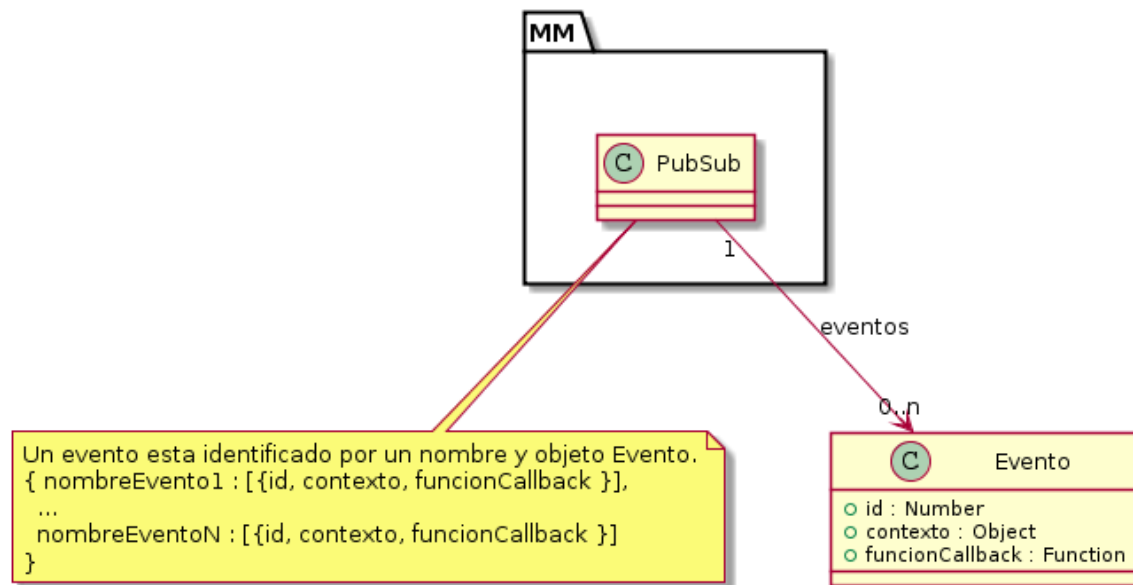 MM
C PubSub
1
eventos
0..n
Un evento esta identificado por un nombre y objeto Evento.
{ nombreEvento1 : [{id, contexto, funcionCallback }],
...
nombreEventoN : [{id, contexto, funcionCallback }]
}
C Evento
id : Number
contexto : Object
funcionCallback : Function